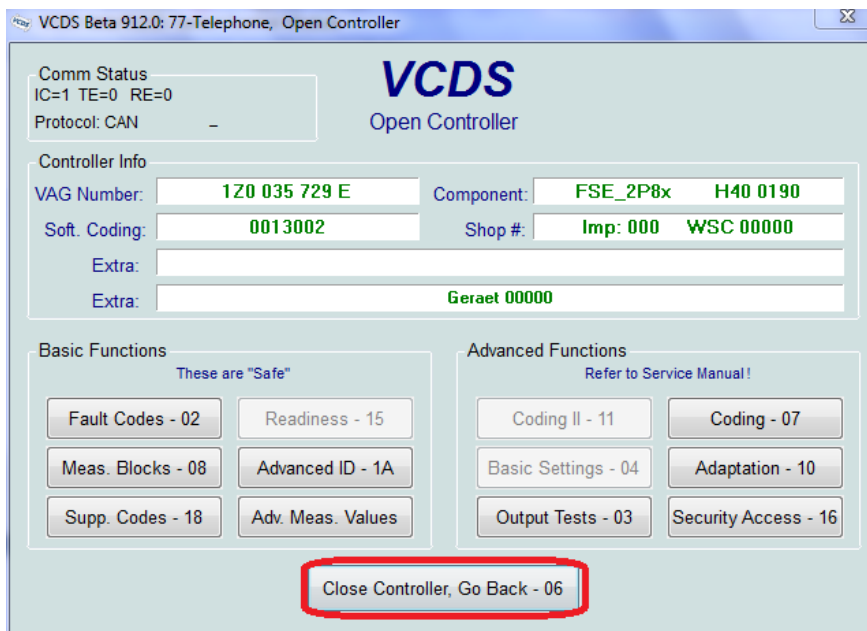 VCDS Beta 912.0: 77-Telephone, Open Controller
Comm Status
IC=1 TE=0 RE=0
Protocol: CAN –
VCDS
Open Controller
Controller Info
VAG Number: 1Z0 035 729 E Component: FSE_2P8x H40 0190
Soft. Coding: 0013002 Shop #: Imp: 000 WSC 00000
Extra:
Extra: Geraet 00000
Basic Functions
These are "Safe"
Fault Codes - 02 Readiness - 15
Meas. Blocks - 08 Advanced ID - 1A
Supp. Codes - 18 Adv. Meas. Values
Advanced Functions
Refer to Service Manual!
Coding II - 11 Coding - 07
Basic Settings - 04 Adaptation - 10
Output Tests - 03 Security Access - 16
Close Controller, Go Back - 06